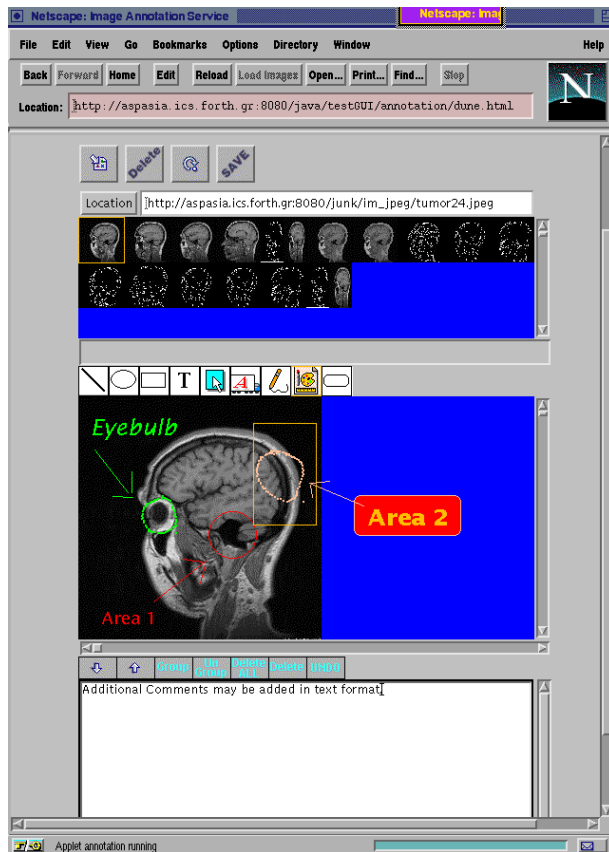 Netscape: Image Annotation Service
Netscape: Imag
File Edit View Go Bookmarks Options Directory Window Help
Back Forward Home Edit Reload Load Images Open... Print... Find... Stop
N
Location: http://aspasia.ics.forth.gr:8080/java/testGUI/annotation/dune.html
Delete SAVE
Location http://aspasia.ics.forth.gr:8080/junk/im_jpeg/tumor24.jpeg
T A
Eyebulb
Area 2
Area 1
Group Un Group Delete ALL Delete UNDO
Additional Comments may be added in text format
Applet annotation running